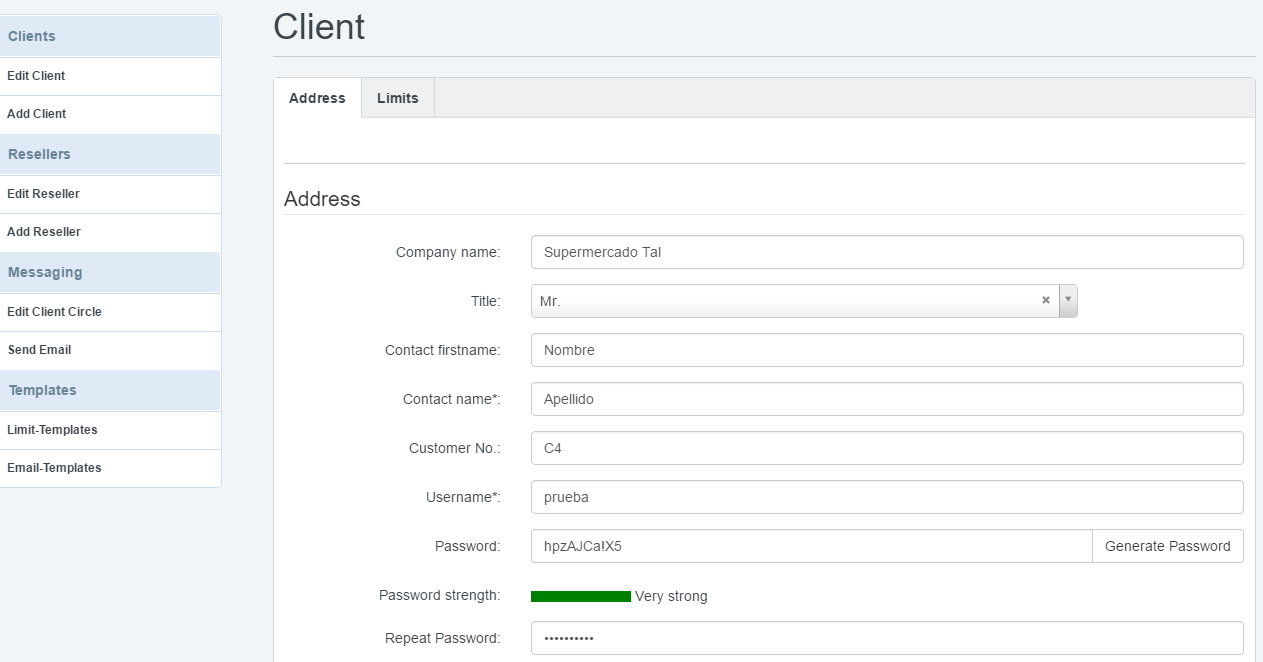 Clients
Edit Client
Add Client
Resellers
Edit Reseller
Add Reseller
Messaging
Edit Client Circle
Send Email
Templates
Limit-Templates
Email-Templates
Client
Address Limits
Address
Company name: Supermercado Tal
Title: Mr.
Contact firstname: Nombre
Contact name*: Apellido
Customer No.: C4
Username*: prueba
Password: hpzAJCa!X5 Generate Password
Password strength: Very strong
Repeat Password: ••••••••••